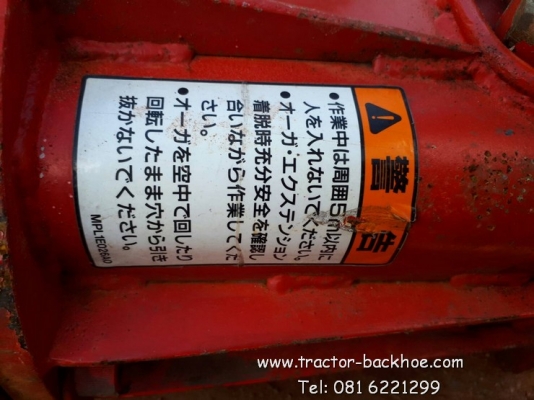 警告
●作業中は周囲5m以内に
人を入れないでください。
●オーガ・エクステンション
着脱時充分安全を確認し
合いながら作業してくだ
さい。
●オーガを空中で回したり
回転したまま穴から引き
抜かないでください。
MPL1E026A0
www.tractor-backhoe.com
Tel: 081 6221299